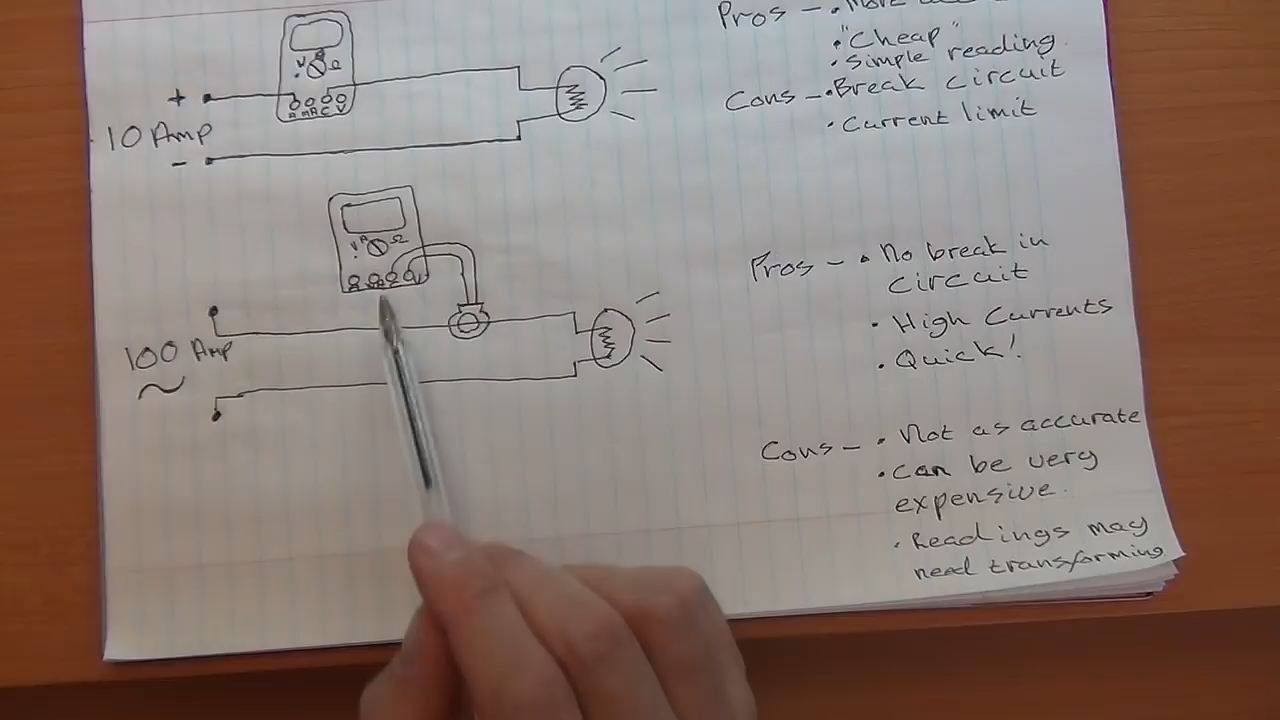 Pros -
• "Cheap"
• Simple reading.
Cons - • Break circuit
• Current limit
V Ω
A mA C V
+
10 Amp
-
V A Ω
100 Amp
~
Pros - • No break in
circuit
• High Currents
• Quick!
Cons - • Not as accurate
• Can be very
expensive.
• Readings may
need transforming